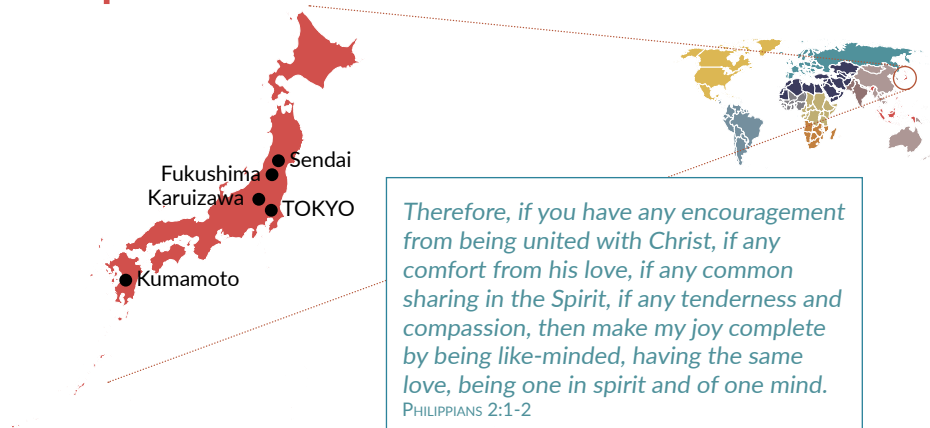 Sendai
Fukushima
Karuizawa
TOKYO
Kumamoto
Therefore, if you have any encouragement
from being united with Christ, if any
comfort from his love, if any common
sharing in the Spirit, if any tenderness and
compassion, then make my joy complete
by being like-minded, having the same
love, being one in spirit and of one mind.
Philippians 2:1-2